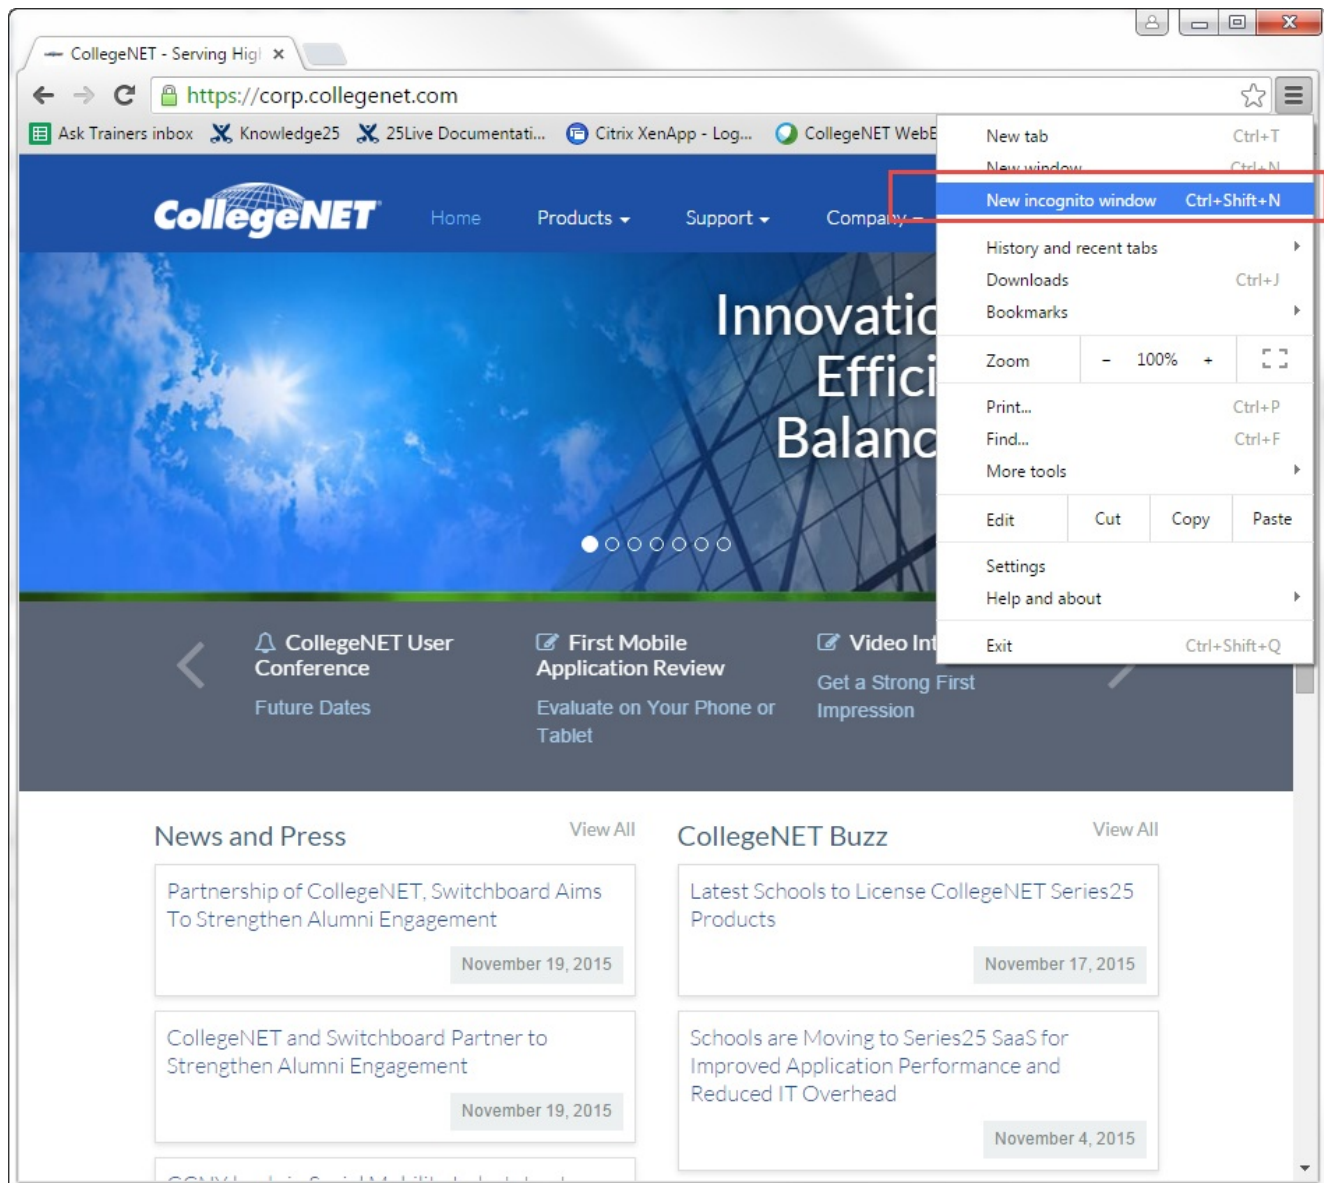 CollegeNET - Serving Hig
https://corp.collegenet.com
Ask Trainers inbox Knowledge25 25Live Documentati... Citrix XenApp - Log... CollegeNET
CollegeNET Home Products Support Company
New tab Ctrl+T
New window Ctrl+N
New incognito window Ctrl+Shift+N
History and recent tabs
Downloads Ctrl+J
Bookmarks
Zoom - 100% +
Print... Ctrl+P
Find... Ctrl+F
More tools
Edit Cut Copy Paste
Settings
Help and about
Exit Ctrl+Shift+Q
Innovatio
Effici
Balanc
CollegeNET User
Conference
Future Dates
First Mobile
Application Review
Evaluate on Your Phone or
Tablet
Video Int
Get a Strong First
Impression
News and Press View All
Partnership of CollegeNET, Switchboard Aims
To Strengthen Alumni Engagement
November 19, 2015
CollegeNET and Switchboard Partner to
Strengthen Alumni Engagement
November 19, 2015
CollegeNET Buzz View All
Latest Schools to License CollegeNET Series25
Products
November 17, 2015
Schools are Moving to Series25 SaaS for
Improved Application Performance and
Reduced IT Overhead
November 4, 2015